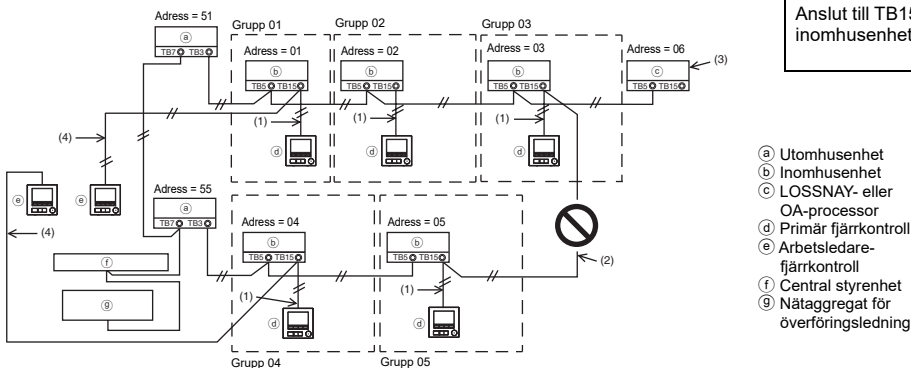 Adress = 51
ⓐ
TB7 TB3
Grupp 01
Adress = 01
ⓑ
TB5 TB15
(1)
ⓓ
Grupp 02
Adress = 02
ⓑ
TB5 TB15
(1)
ⓓ
Grupp 03
Adress = 03
ⓑ
TB5 TB15
(1)
ⓓ
Adress = 06
ⓒ
TB5 TB15
(3)
(4)
ⓔ
ⓔ
(4)
Adress = 55
ⓐ
TB7 TB3
ⓕ
ⓖ
Adress = 04
ⓑ
TB5 TB15
(1)
ⓓ
Grupp 04
Adress = 05
ⓑ
TB5 TB15
(1)
ⓓ
Grupp 05
(2)
Anslut till TB15
inomhusenhet
ⓐ Utomhusenhet
ⓑ Inomhusenhet
ⓒ LOSSNAY- eller
OA-processor
ⓓ Primär fjärrkontroll
ⓔ Arbetsledare-
fjärrkontroll
ⓕ Central styrenhet
ⓖ Nätaggregat för
överföringsledning